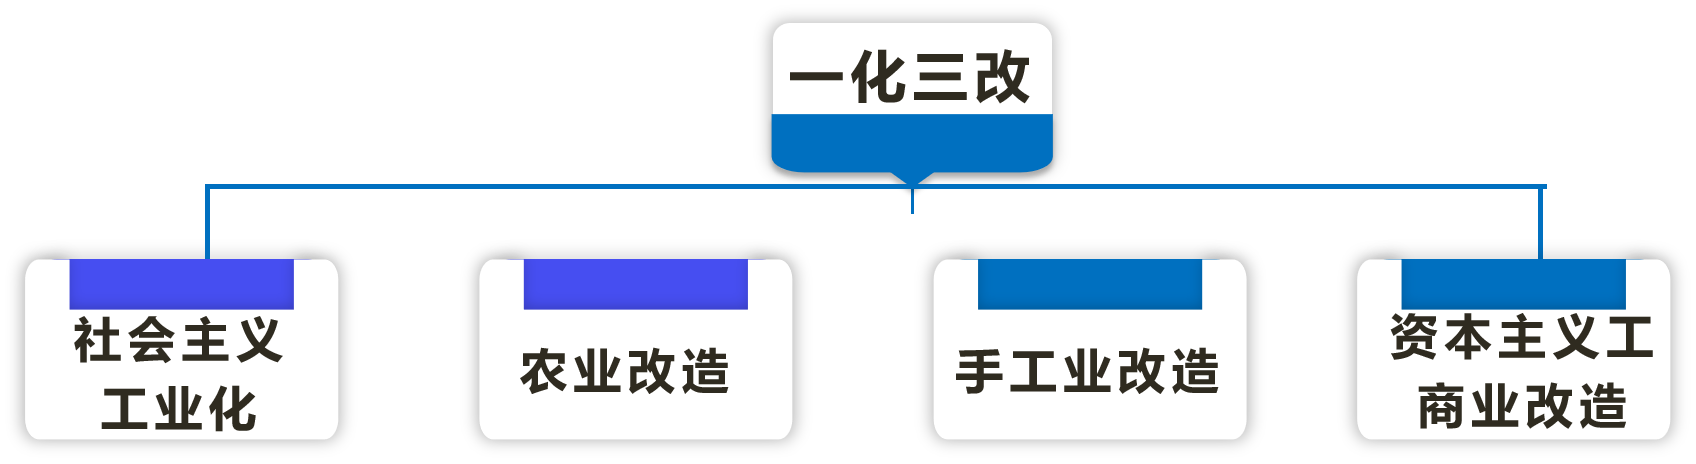 一化三改
社会主义
工业化
农业改造
手工业改造
资本主义工
商业改造